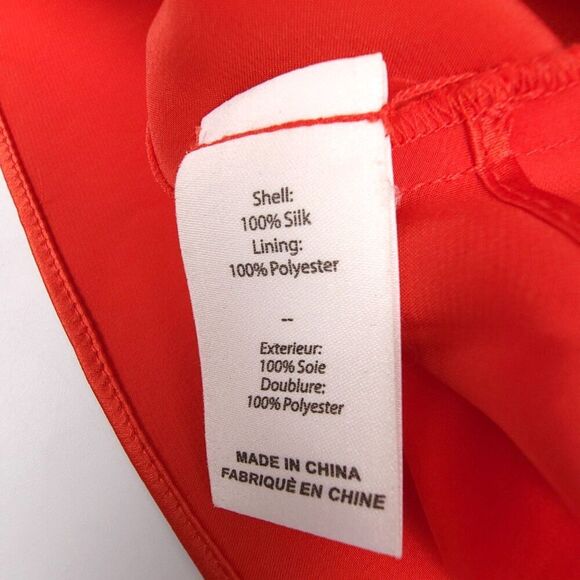 Shell:
100% Silk
Lining:
100% Polyester
--
Exterieur:
100% Soie
Doublure:
100% Polyester
MADE IN CHINA
FABRIQUÈ EN CHINE